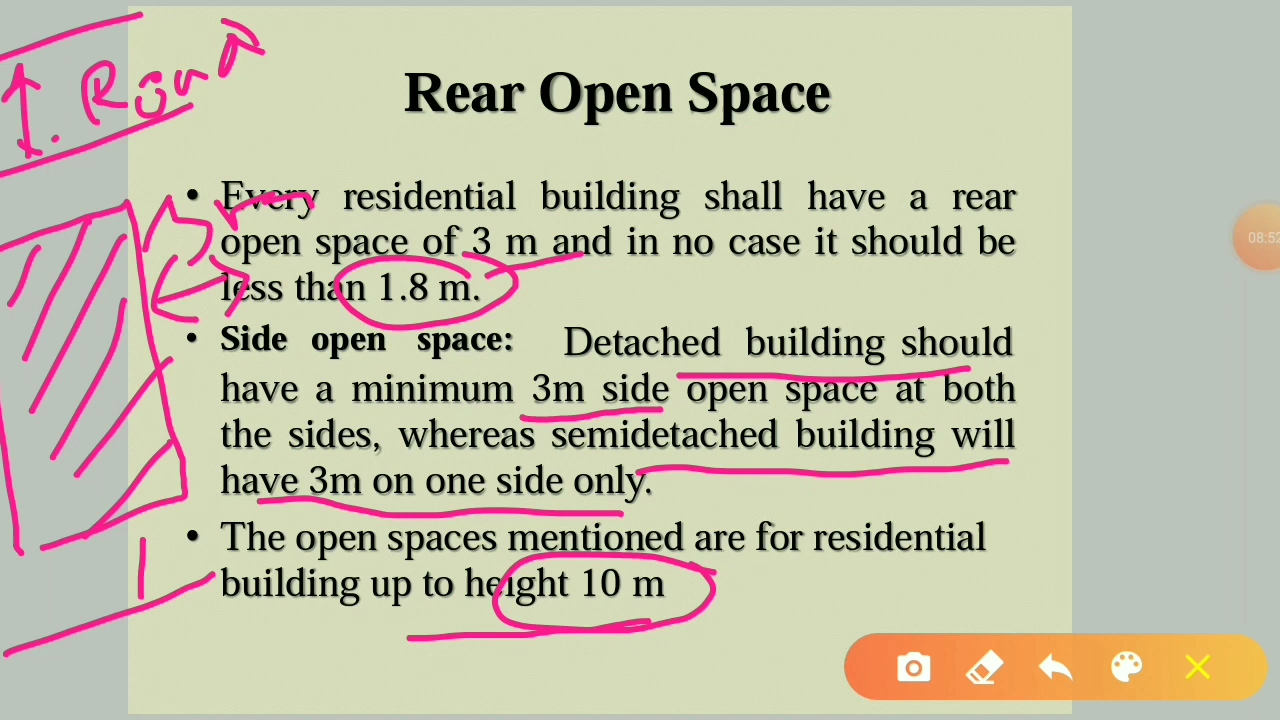 Road
Rear Open Space
• Every residential building shall have a rear
open space of 3 m and in no case it should be
less than 1.8 m.
• Side open space: Detached building should
have a minimum 3m side open space at both
the sides, whereas semidetached building will
have 3m on one side only.
• The open spaces mentioned are for residential
building up to height 10 m
08:52